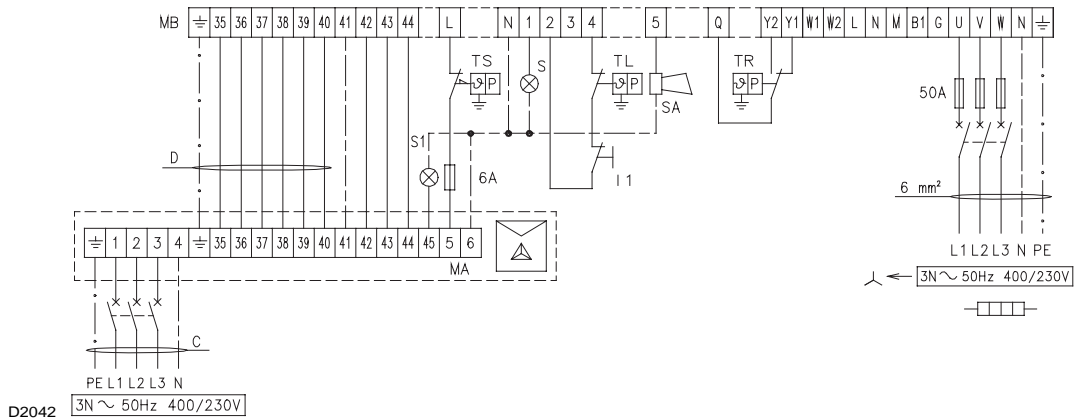 MB ⏚ 35 36 37 38 39 40 41 42 43 44 L N 1 2 3 4 5 Q Y2 Y1 W1 W2 L N M B1 G U V W N ⏚
TS S TL TR
ϑ P ϑ P ϑ P
50A
SA
S1
D 6A I1
6 mm²
⏚ 1 2 3 4 ⏚ 35 36 37 38 39 40 41 42 43 44 45 5 6
L1 L2 L3 N PE
MA
3N ~ 50Hz 400/230V
C
PE L1 L2 L3 N
D2042 3N ~ 50Hz 400/230V